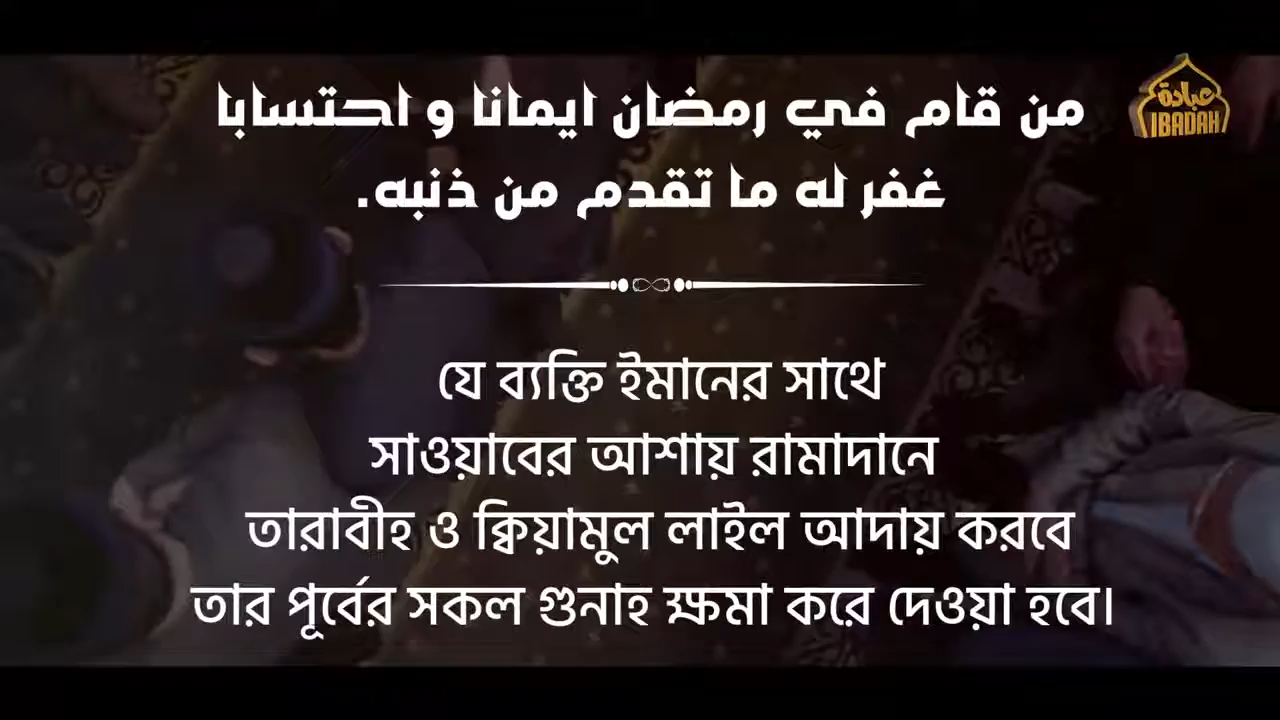 من قام في رمضان ايمانا و احتسابا
غفر له ما تقدم من ذنبه.
عبادة
IBADAH
যে ব্যক্তি ইমানের সাথে
সাওয়াবের আশায় রামাদানে
তারাবীহ ও ক্বিয়ামুল লাইল আদায় করবে
তার পূর্বের সকল গুনাহ ক্ষমা করে দেওয়া হবে।